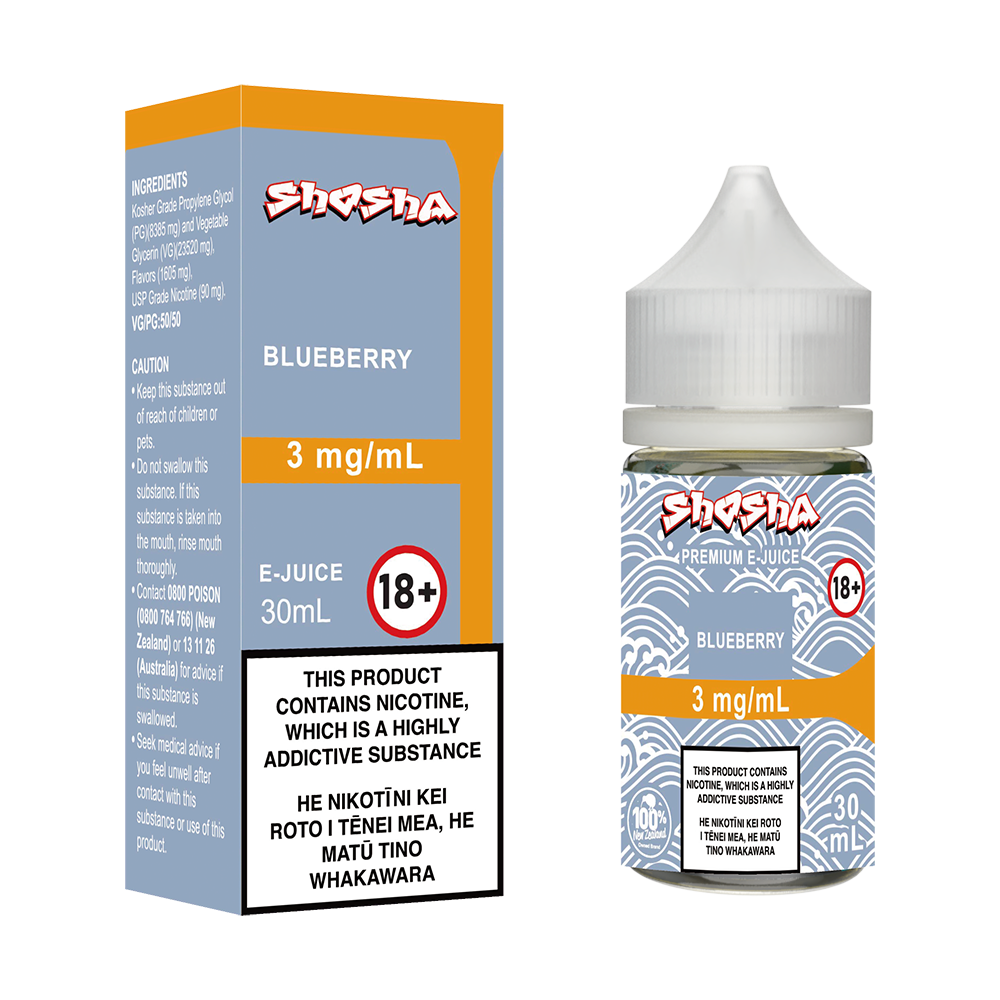 INGREDIENTS
Kosher Grade Propylene Glycol
(PG)(8385 mg) and Vegetable
Glycerin (VG)(23520 mg),
Flavors (1605 mg),
USP Grade Nicotine (90 mg).
VG/PG:50/50
CAUTION
• Keep this substance out
of reach of children or
pets.
• Do not swallow this
substance. If this
substance is taken into
the mouth, rinse mouth
thoroughly.
• Contact 0800 POISON
(0800 764 766) (New
Zealand) or 13 11 26
(Australia) for advice if
this substance is
swallowed.
• Seek medical advice if
you feel unwell after
contact with this
substance or use of this
product.
SHOSHA
BLUEBERRY
3 mg/mL
E-JUICE
30mL
18+
THIS PRODUCT
CONTAINS NICOTINE,
WHICH IS A HIGHLY
ADDICTIVE SUBSTANCE
HE NIKOTĪNI KEI
ROTO I TĒNEI MEA, HE
MATŪ TINO
WHAKAWARA
SHOSHA
PREMIUM E-JUICE
18+
BLUEBERRY
3 mg/mL
THIS PRODUCT CONTAINS
NICOTINE, WHICH IS A HIGHLY
ADDICTIVE SUBSTANCE
HE NIKOTĪNI KEI ROTO
I TĒNEI MEA, HE MATŪ
TINO WHAKAWARA
100%
New Zealand
Owned Brand
30
mL